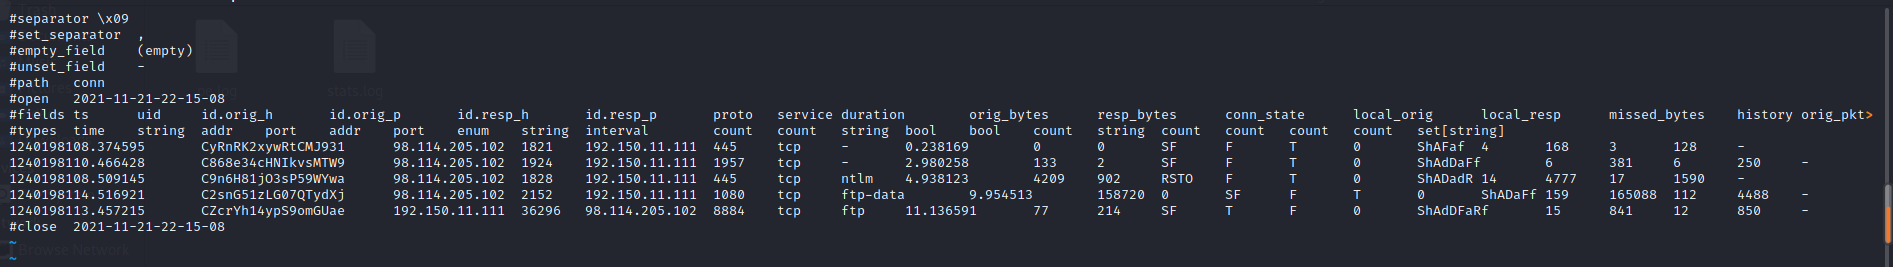 #separator \x09
#set_separator  ,
#empty_field    (empty)
#unset_field    -
#path   conn
#open   2021-11-21-22-15-08
#fields ts      uid     id.orig_h       id.orig_p       id.resp_h       id.resp_p       proto   service duration        orig_bytes      resp_bytes      conn_state      local_orig      local_resp      missed_bytes    history orig_pkt>
#types  time    string  addr    port    addr    port    enum    string  interval        count   count   string  bool    bool    count   string  count   count   count   count   set[string]
1240198108.374595       CyRnRK2xywRtCMJ931      98.114.205.102  1821    192.150.11.111  445     tcp     -       0.238169        0       0       SF      F       T       0       ShAFaf  4       168     3       128     -
1240198110.466428       C868e34cHNIkvsMTW9      98.114.205.102  1924    192.150.11.111  1957    tcp     -       2.980258        133     2       SF      F       T       0       ShAdDaFf        6       381     6       250     -
1240198108.509145       C9n6H81jO3sP59WYwa      98.114.205.102  1828    192.150.11.111  445     tcp     ntlm    4.938123        4209    902     RSTO    F       T       0       ShADadR 14      4777    17      1590    -
1240198114.516921       C2snG51zLG07QTydXj      98.114.205.102  2152    192.150.11.111  1080    tcp     ftp-data        9.954513        158720  0       SF      F       T       0       ShADaFf 159     165088  112     4488    -
1240198113.457215       CZcrYh14ypS9omGUae      192.150.11.111  36296   98.114.205.102  8884    tcp     ftp     11.136591       77      214     SF      T       F       0       ShAdDFaRf       15      841     12      850     -
#close  2021-11-21-22-15-08
~
~
stats.log
Browse Network